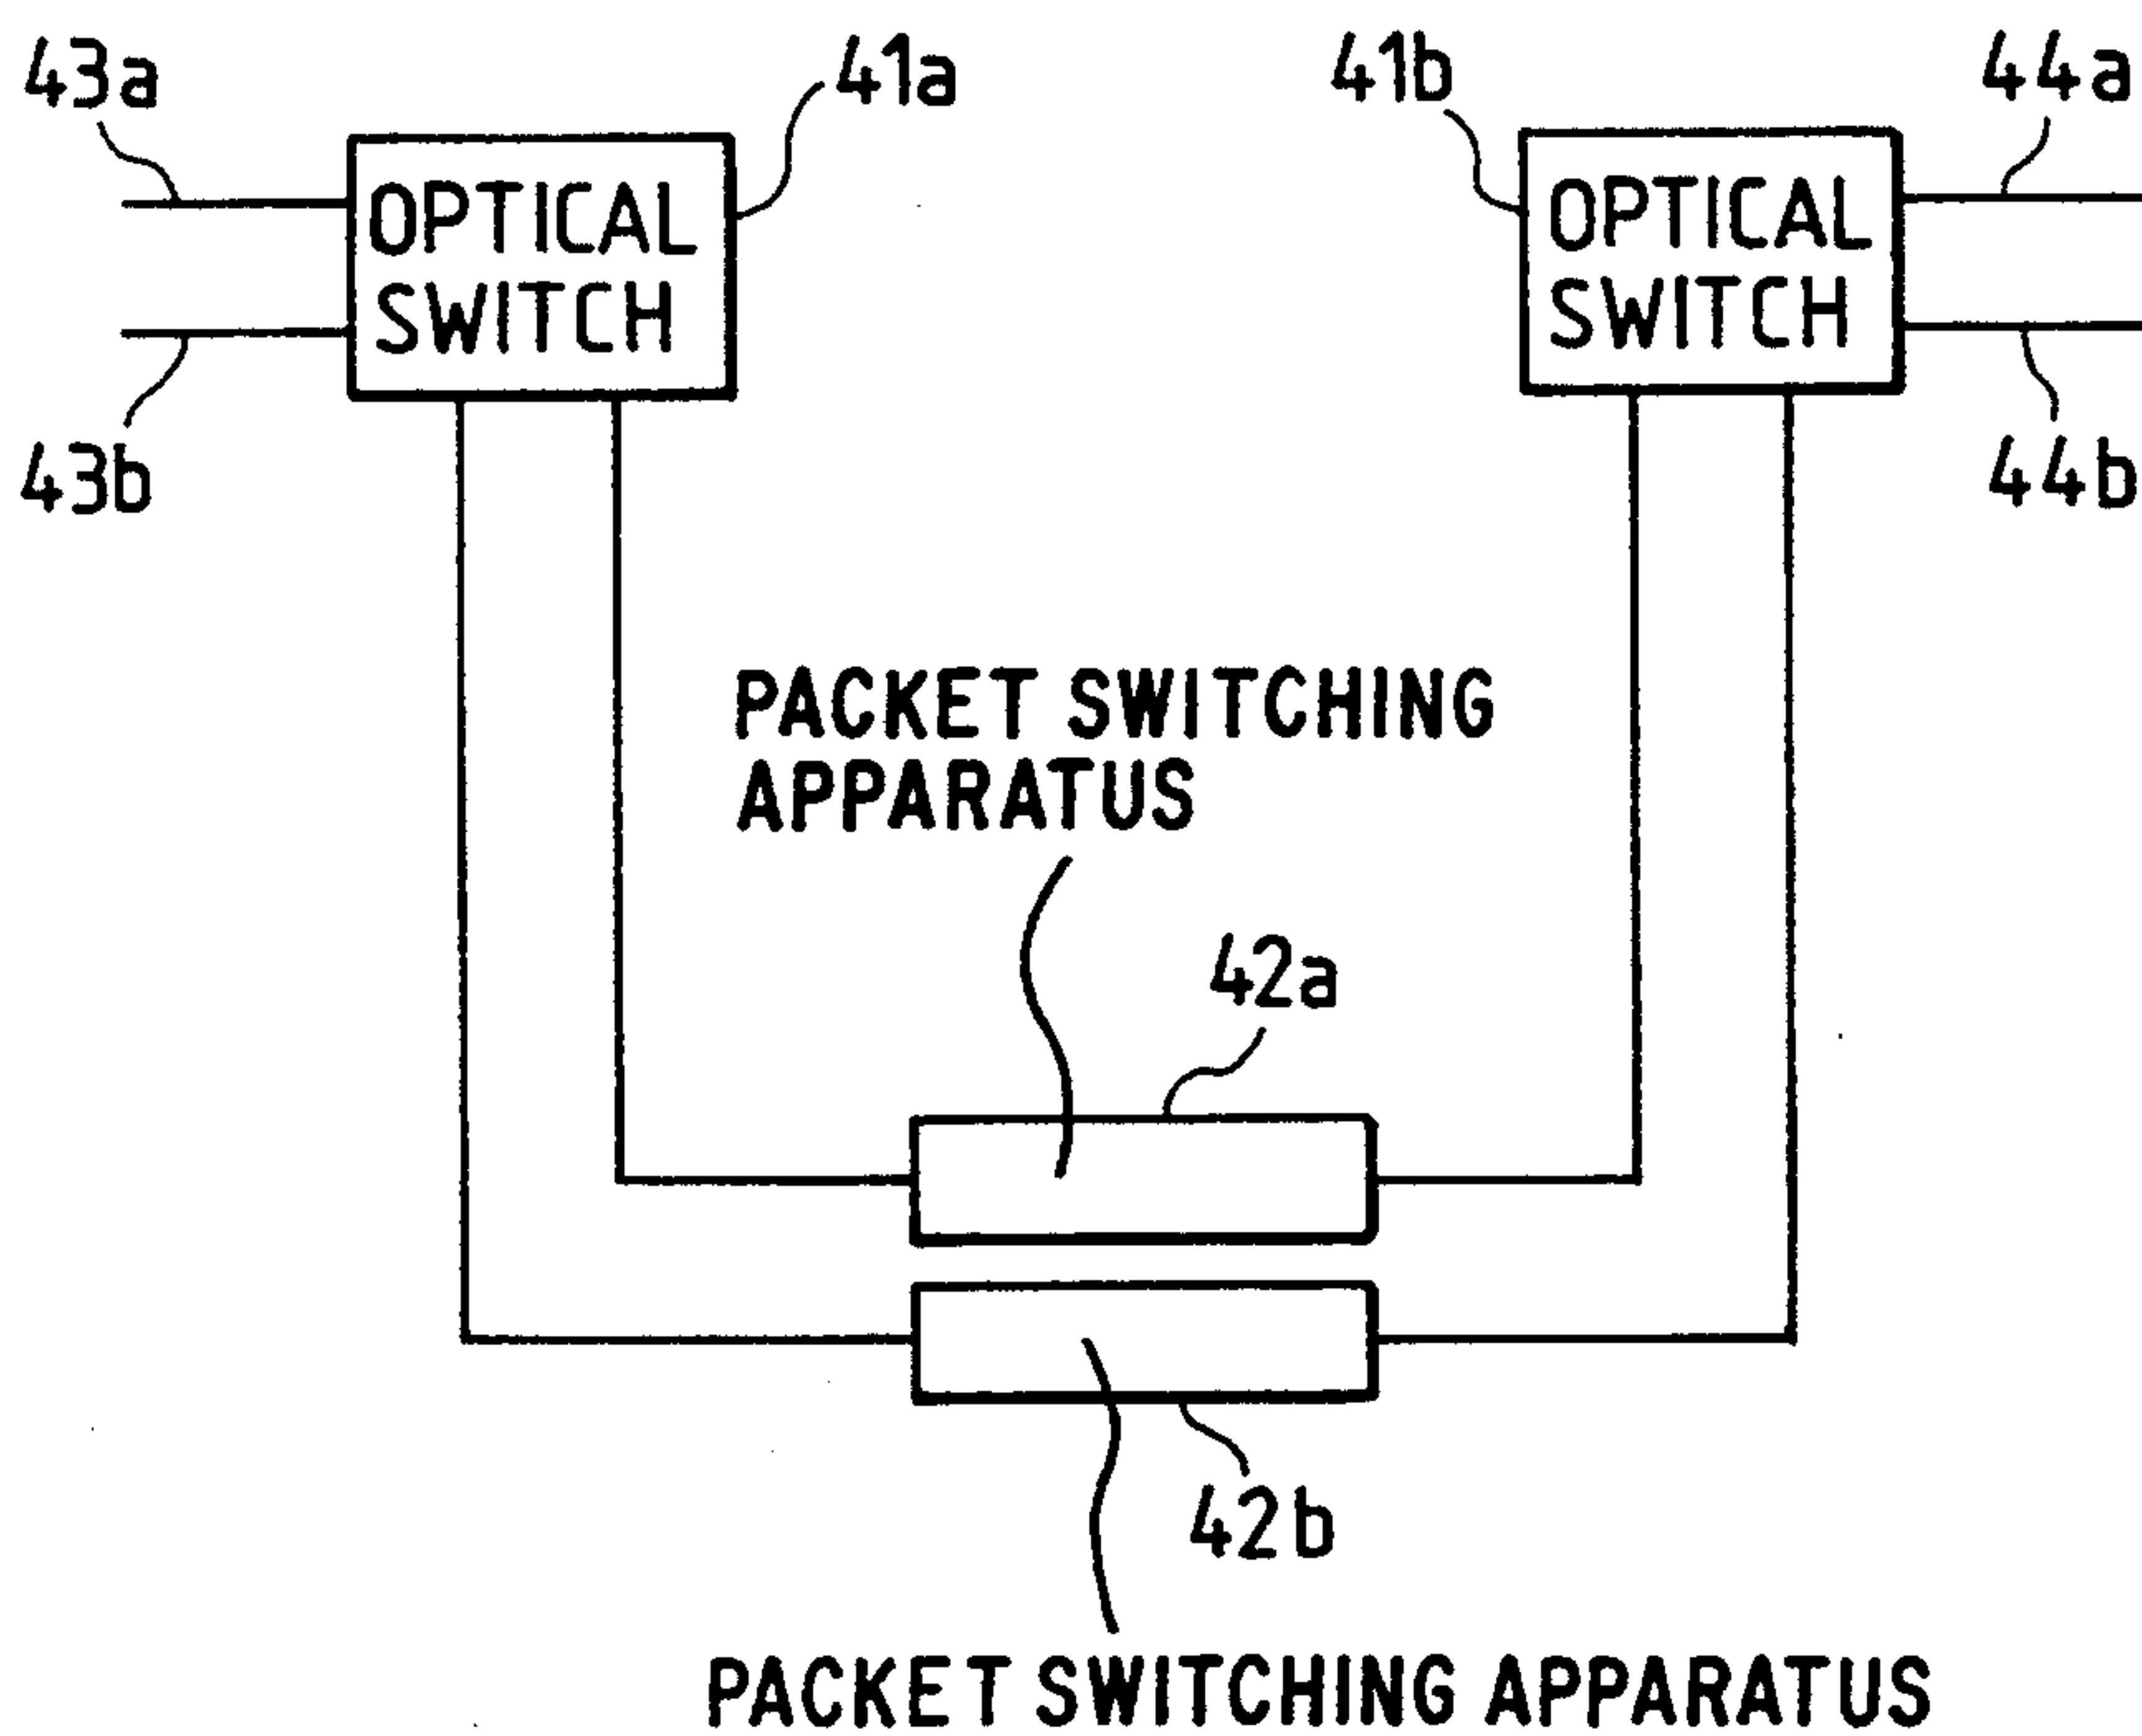 43a
41a
41b
44a
OPTICAL
SWITCH
OPTICAL
SWITCH
43b
44b
PACKET SWITCHING
APPARATUS
42a
42b
PACKET SWITCHING APPARATUS